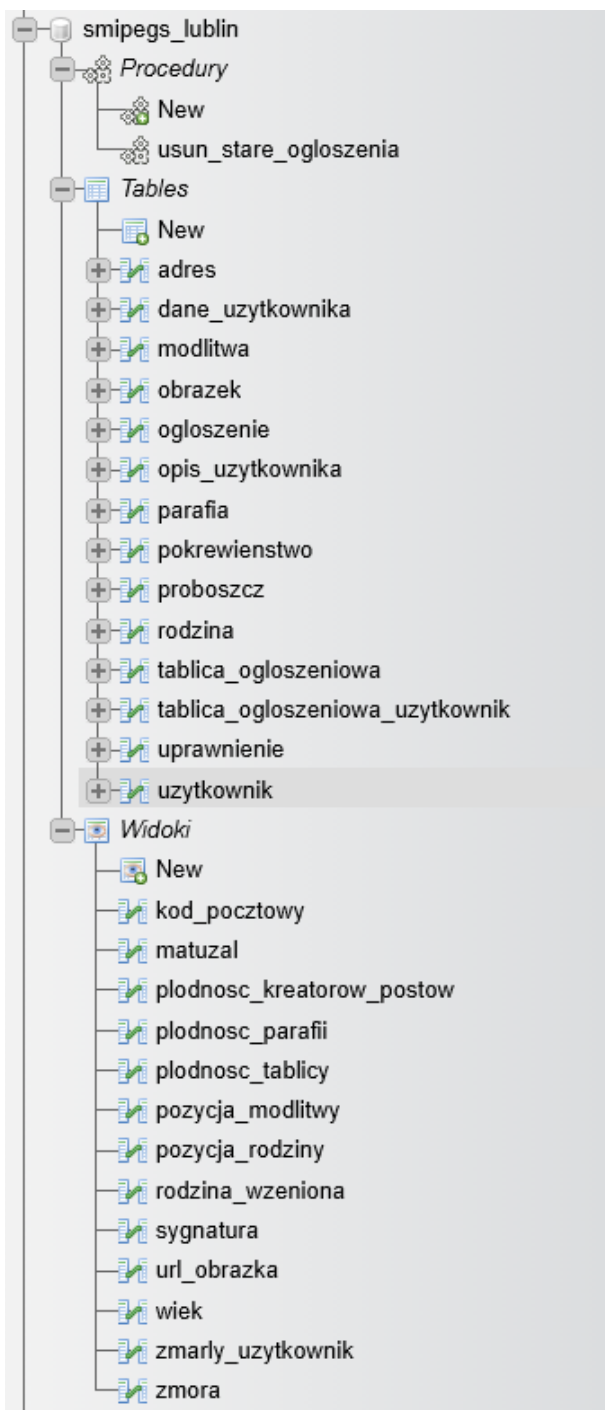 smipegs_lublin
Procedury
New
usun_stare_ogloszenia
Tables
New
adres
dane_uzytkownika
modlitwa
obrazek
ogloszenie
opis_uzytkownika
parafia
pokrewienstwo
proboszcz
rodzina
tablica_ogloszeniowa
tablica_ogloszeniowa_uzytkownik
uprawnienie
uzytkownik
Widoki
New
kod_pocztowy
matuzal
plodnosc_kreatorow_postow
plodnosc_parafii
plodnosc_tablicy
pozycja_modlitwy
pozycja_rodziny
rodzina_wzeniona
sygnatura
url_obrazka
wiek
zmarly_uzytkownik
zmora